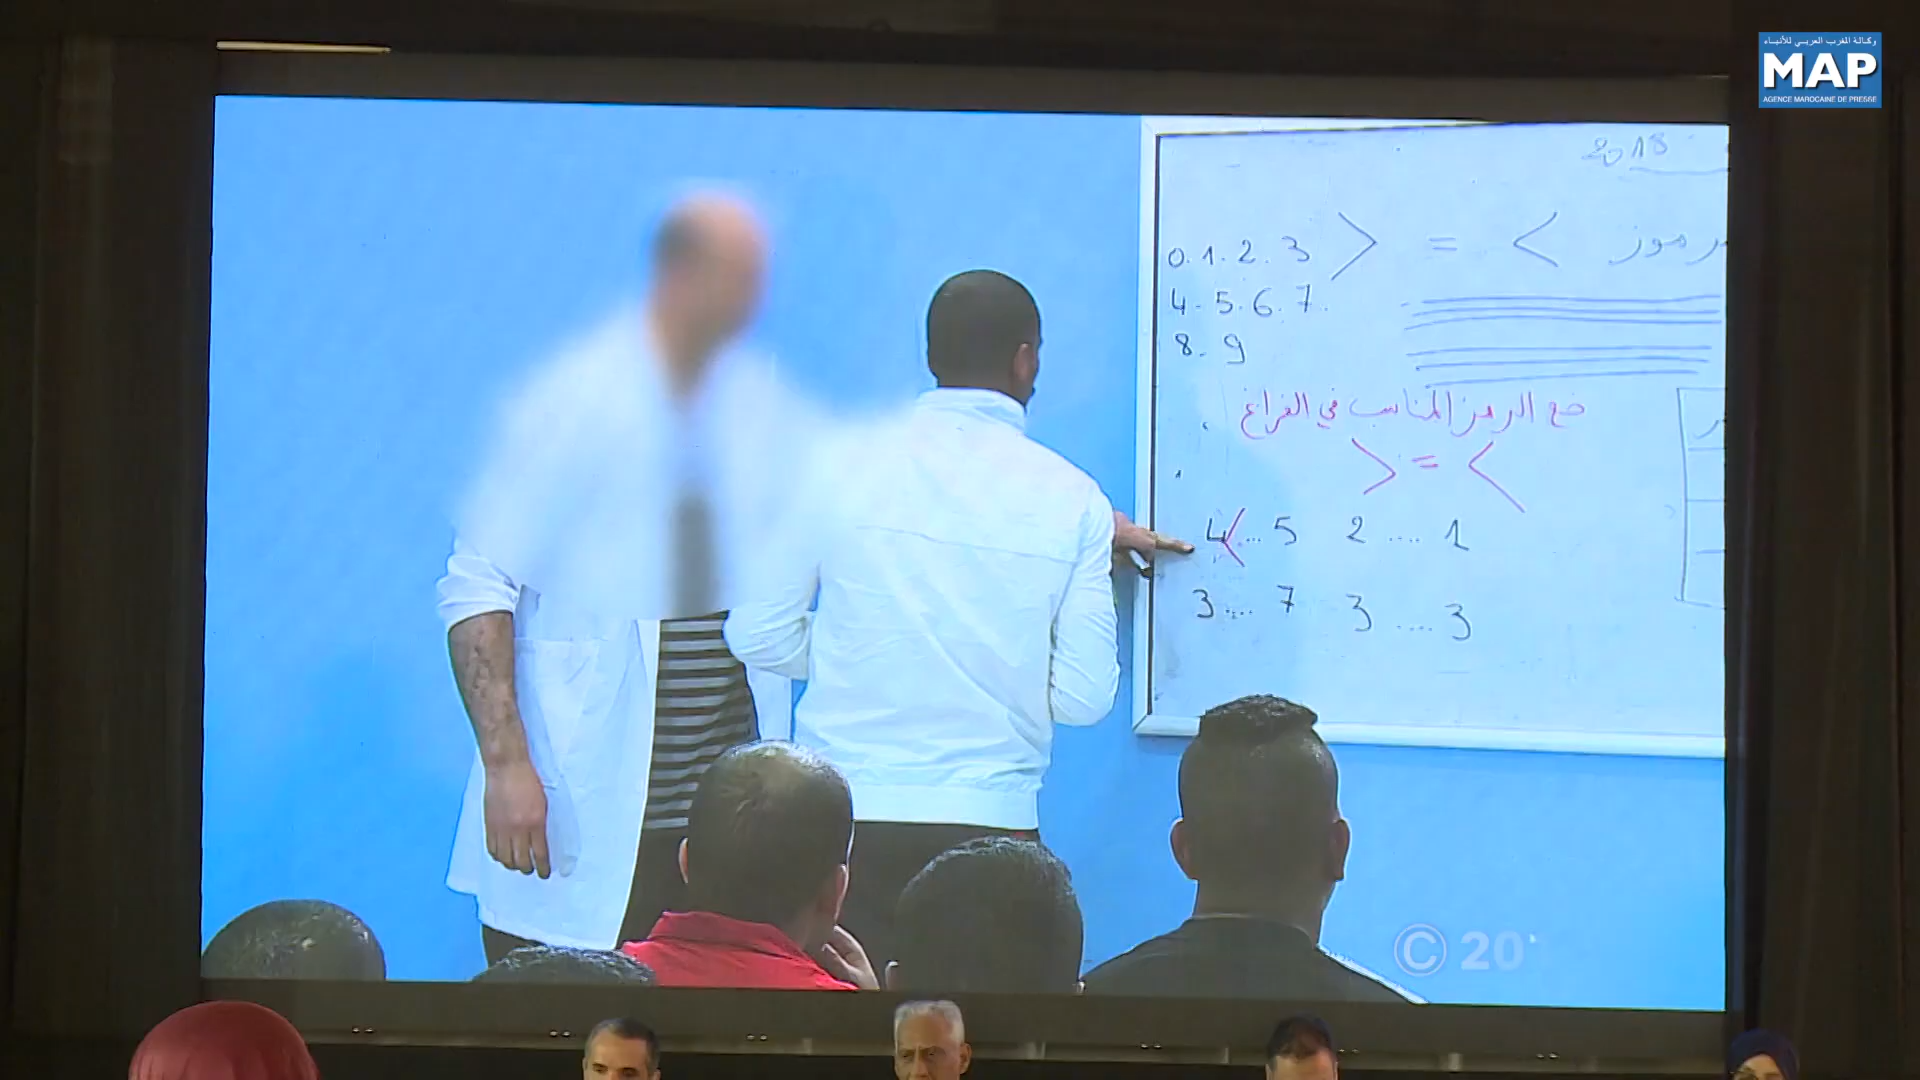 وكالة المغرب العربي للأنباء
MAP
AGENCE MAROCAINE DE PRESSE
2018
0.1.2.3 > = < رموز
4.5.6.7.
8.9
ضع الرمز المناسب في الفراغ
> = <
4 < ... 5 2 .... 1
3 .... 7 3 .... 3
© 20